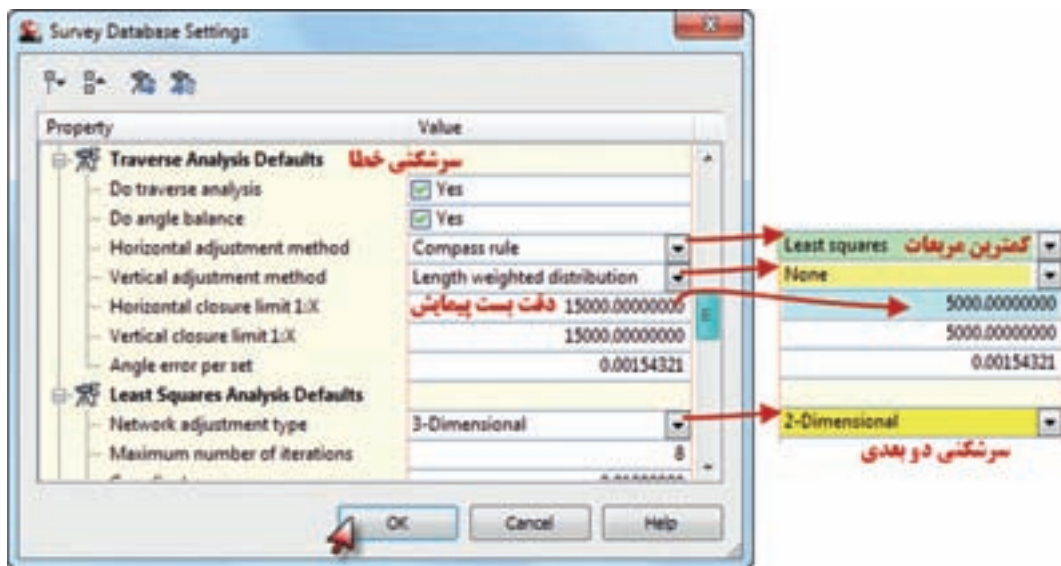 Survey Database Settings
Property Value
Traverse Analysis Defaults سرشکنی خطا
Do traverse analysis Yes
Do angle balance Yes
Horizontal adjustment method Compass rule Least squares کمترین مربعات
Vertical adjustment method Length weighted distribution None
Horizontal closure limit 1:X دقت بست پیمایش 15000.00000000 5000.00000000
Vertical closure limit 1:X 15000.00000000 5000.00000000
Angle error per set 0.00154321 0.00154321
Least Squares Analysis Defaults
Network adjustment type 3-Dimensional 2-Dimensional
Maximum number of iterations 8 سرشکنی دو بعدی
OK Cancel Help